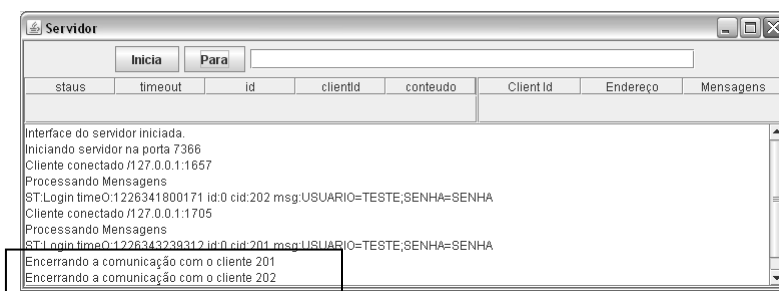 Servidor
Inicia Para
staus timeout id clientId conteudo Client Id Endereço Mensagens
Interface do servidor iniciada.
Iniciando servidor na porta 7366
Cliente conectado /127.0.0.1:1657
Processando Mensagens
ST:Login timeO:1226341800171 id:0 cid:202 msg:USUARIO=TESTE;SENHA=SENHA
Cliente conectado /127.0.0.1:1705
Processando Mensagens
ST:Login timeO:1226343239312 id:0 cid:201 msg:USUARIO=TESTE;SENHA=SENHA
Encerrando a comunicação com o cliente 201
Encerrando a comunicação com o cliente 202